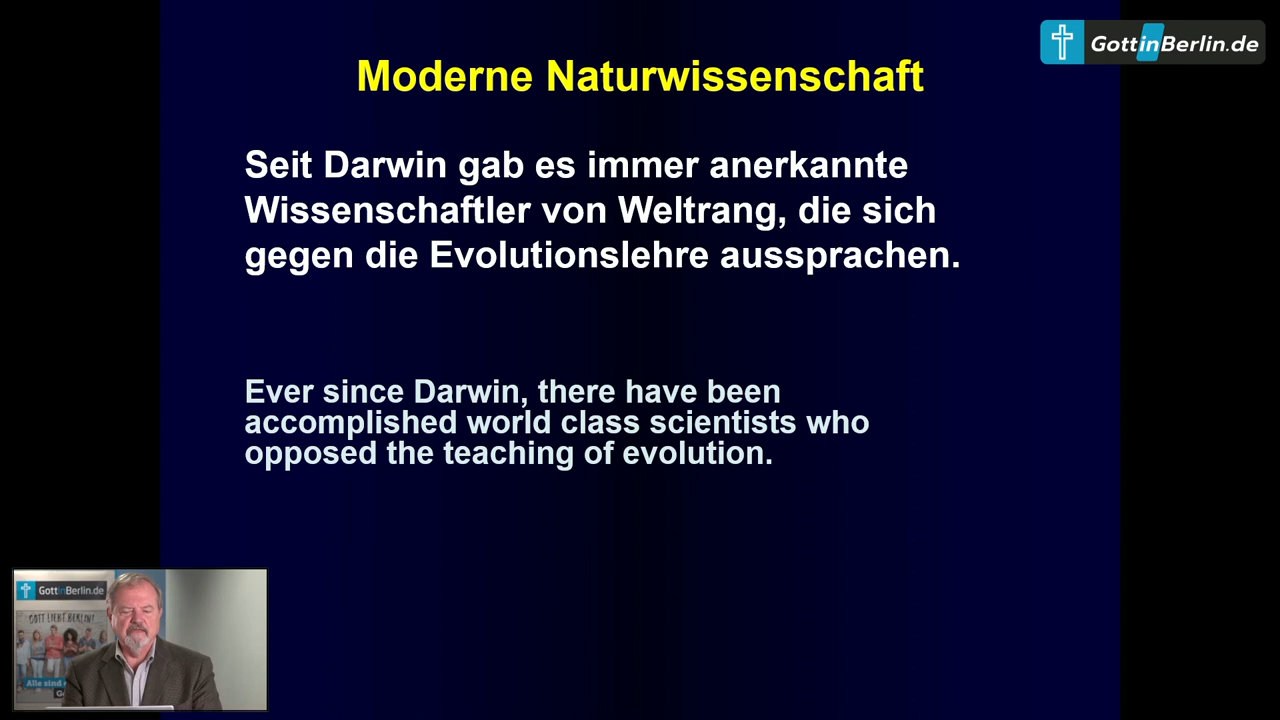 GottinBerlin.de
Moderne Naturwissenschaft
Seit Darwin gab es immer anerkannte
Wissenschaftler von Weltrang, die sich
gegen die Evolutionslehre aussprachen.
Ever since Darwin, there have been
accomplished world class scientists who
opposed the teaching of evolution.
GottinBerlin.de
GOTT LIEBT BERLIN!
Alle sind